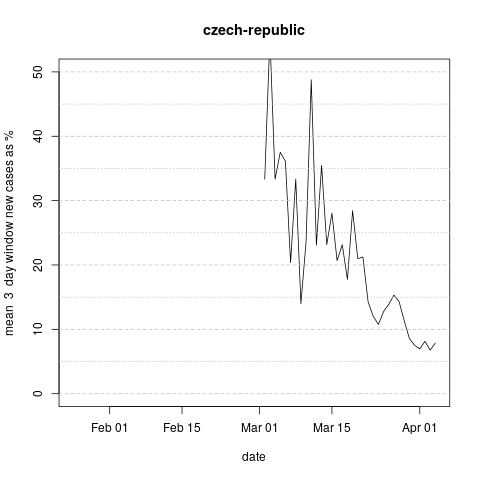 czech-republic
mean 3 day window new cases as %
50
40
30
20
10
0
Feb 01
Feb 15
Mar 01
Mar 15
Apr 01
date